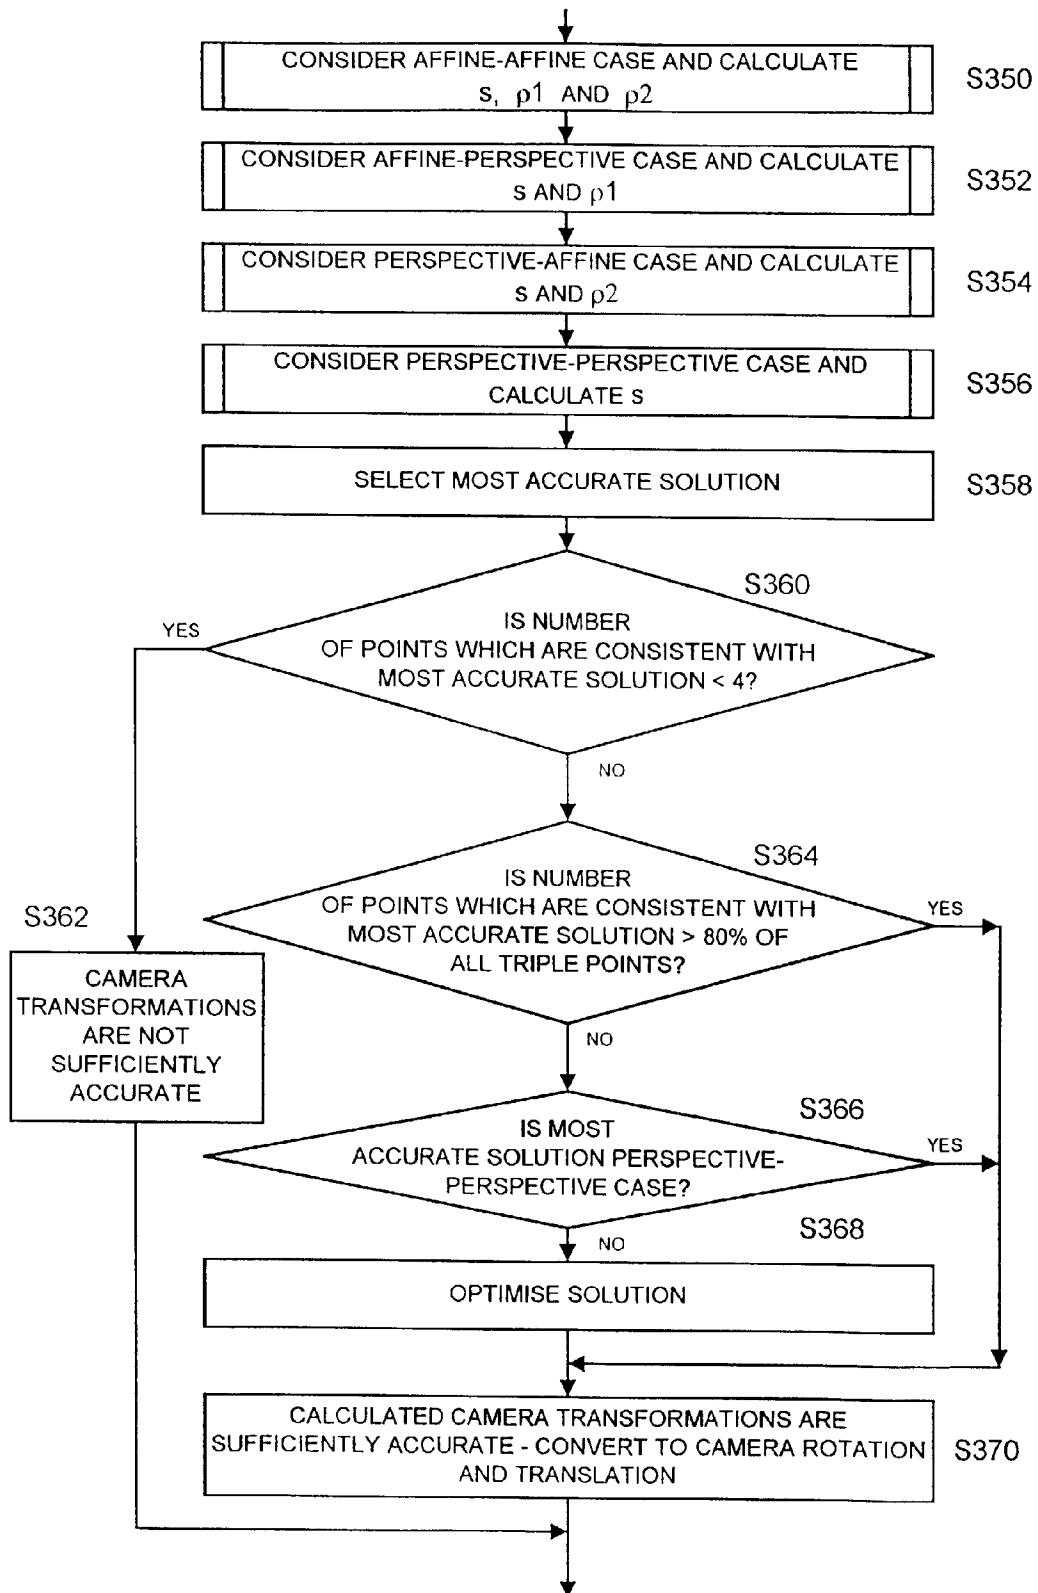 CONSIDER AFFINE-AFFINE CASE AND CALCULATE
s, ρ1 AND ρ2
S350
CONSIDER AFFINE-PERSPECTIVE CASE AND CALCULATE
s AND ρ1
S352
CONSIDER PERSPECTIVE-AFFINE CASE AND CALCULATE
s AND ρ2
S354
CONSIDER PERSPECTIVE-PERSPECTIVE CASE AND
CALCULATE s
S356
SELECT MOST ACCURATE SOLUTION
S358
S360
IS NUMBER
OF POINTS WHICH ARE CONSISTENT WITH
MOST ACCURATE SOLUTION < 4?
YES
NO
S364
IS NUMBER
OF POINTS WHICH ARE CONSISTENT WITH
MOST ACCURATE SOLUTION > 80% OF
ALL TRIPLE POINTS?
YES
NO
S362
CAMERA
TRANSFORMATIONS
ARE NOT
SUFFICIENTLY
ACCURATE
S366
IS MOST
ACCURATE SOLUTION PERSPECTIVE-
PERSPECTIVE CASE?
YES
NO
S368
OPTIMISE SOLUTION
CALCULATED CAMERA TRANSFORMATIONS ARE
SUFFICIENTLY ACCURATE - CONVERT TO CAMERA ROTATION
AND TRANSLATION
S370